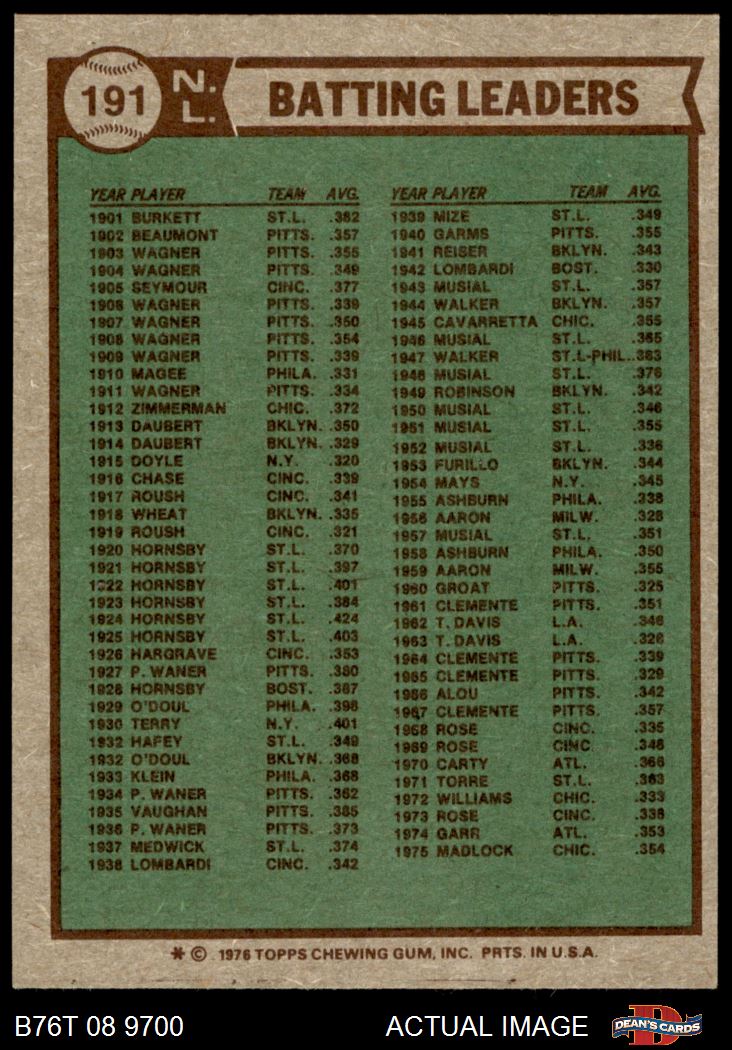 191 N. L. BATTING LEADERS
YEAR PLAYER TEAM AVG.
1901 BURKETT ST.L. .382
1902 BEAUMONT PITTS. .357
1903 WAGNER PITTS. .355
1904 WAGNER PITTS. .349
1905 SEYMOUR CINC. .377
1906 WAGNER PITTS. .339
1907 WAGNER PITTS. .350
1908 WAGNER PITTS. .354
1909 WAGNER PITTS. .339
1910 MAGEE PHILA. .331
1911 WAGNER PITTS. .334
1912 ZIMMERMAN CHIC. .372
1913 DAUBERT BKLYN. .350
1914 DAUBERT BKLYN. .329
1915 DOYLE N.Y. .320
1916 CHASE CINC. .339
1917 ROUSH CINC. .341
1918 WHEAT BKLYN. .335
1919 ROUSH CINC. .321
1920 HORNSBY ST.L. .370
1921 HORNSBY ST.L. .397
1922 HORNSBY ST.L. .401
1923 HORNSBY ST.L. .384
1924 HORNSBY ST.L. .424
1925 HORNSBY ST.L. .403
1926 HARGRAVE CINC. .353
1927 P. WANER PITTS. .380
1928 HORNSBY BOST. .387
1929 O'DOUL PHILA. .398
1930 TERRY N.Y. .401
1932 HAFEY ST.L. .349
1932 O'DOUL BKLYN. .368
1933 KLEIN PHILA. .368
1934 P. WANER PITTS. .362
1935 VAUGHAN PITTS. .385
1936 P. WANER PITTS. .373
1937 MEDWICK ST.L. .374
1938 LOMBARDI CINC. .342
YEAR PLAYER TEAM AVG.
1939 MIZE ST.L. .349
1940 GARMS PITTS. .355
1941 REISER BKLYN. .343
1942 LOMBARDI BOST. .330
1943 MUSIAL ST.L. .357
1944 WALKER BKLYN. .357
1945 CAVARRETTA CHIC. .355
1946 MUSIAL ST.L. .365
1947 WALKER ST.L-PHIL. .363
1948 MUSIAL ST.L. .376
1949 ROBINSON BKLYN. .342
1950 MUSIAL ST.L. .346
1951 MUSIAL ST.L. .355
1952 MUSIAL ST.L. .336
1953 FURILLO BKLYN. .344
1954 MAYS N.Y. .345
1955 ASHBURN PHILA. .338
1956 AARON MILW. .328
1957 MUSIAL ST.L. .351
1958 ASHBURN PHILA. .350
1959 AARON MILW. .355
1960 GROAT PITTS. .325
1961 CLEMENTE PITTS. .351
1962 T. DAVIS L.A. .346
1963 T. DAVIS L.A. .326
1964 CLEMENTE PITTS. .339
1965 CLEMENTE PITTS. .329
1966 ALOU PITTS. .342
1967 CLEMENTE PITTS. .357
1968 ROSE CINC. .335
1969 ROSE CINC. .348
1970 CARTY ATL. .366
1971 TORRE ST.L. .363
1972 WILLIAMS CHIC. .333
1973 ROSE CINC. .338
1974 GARR ATL. .353
1975 MADLOCK CHIC. .354
* © 1976 TOPPS CHEWING GUM, INC. PRTS. IN U.S.A.
B76T 08 9700 ACTUAL IMAGE DEAN'S CARDS